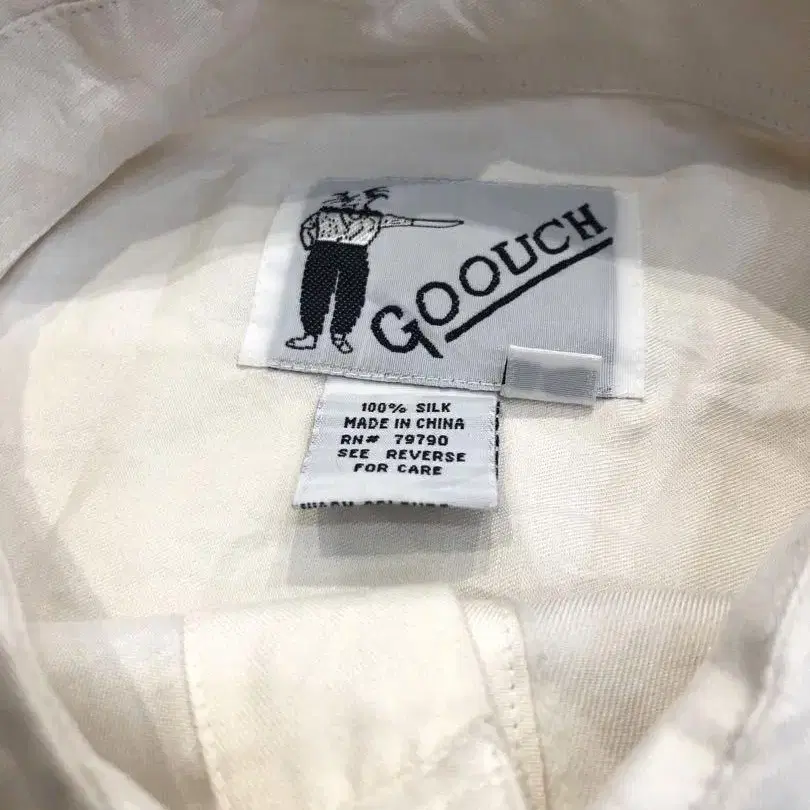 GOOUCH
100% SILK
MADE IN CHINA
RN# 79790
SEE REVERSE
FOR CARE